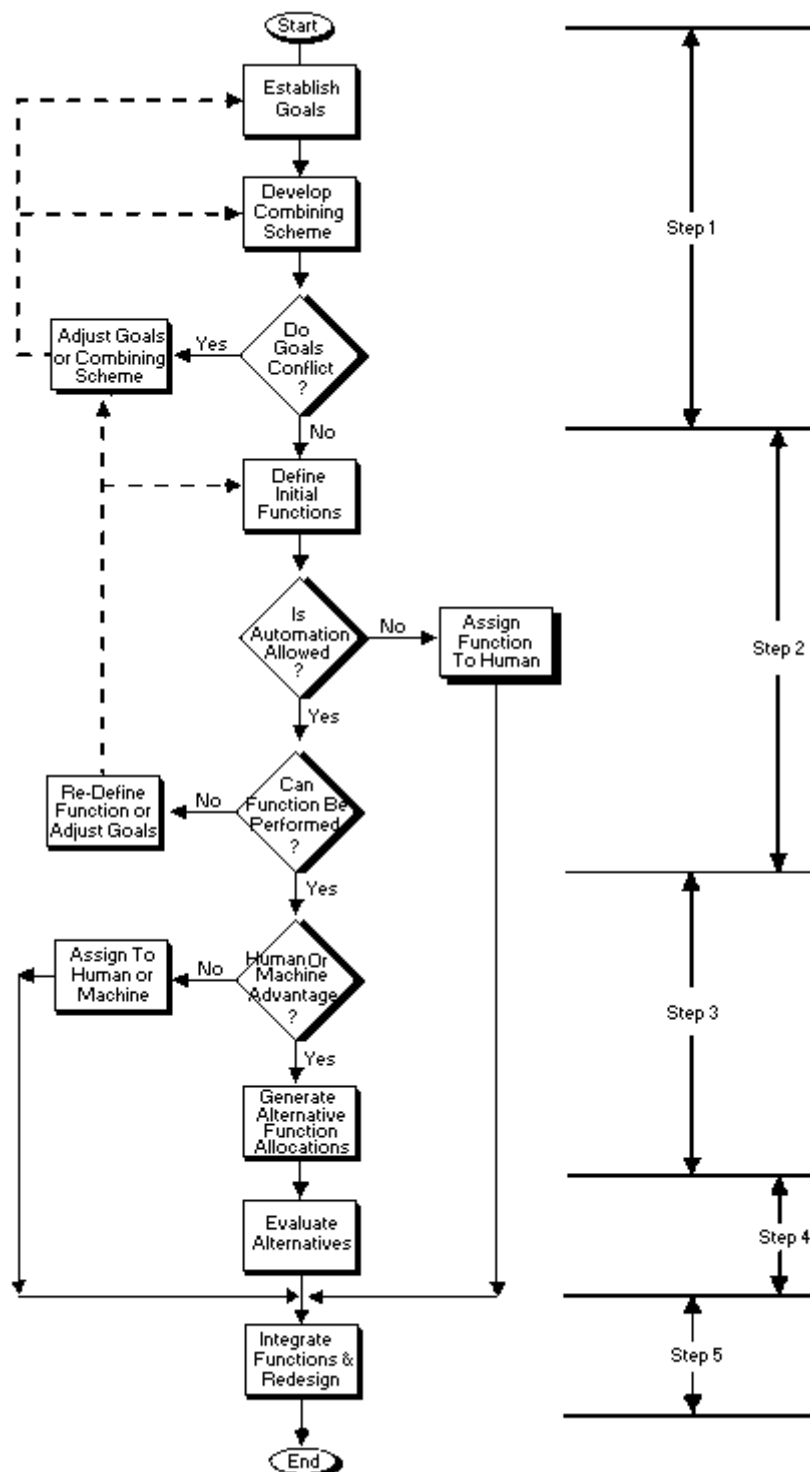 Start
Establish
Goals
Develop
Combining
Scheme
Step 1
Do
Goals
Conflict
?
Yes
Adjust Goals
or Combining
Scheme
No
Define
Initial
Functions
Is
Automation
Allowed
?
No
Assign
Function
To Human
Step 2
Yes
Can
Function Be
Performed
?
No
Re-Define
Function or
Adjust Goals
Yes
Human Or
Machine
Advantage
?
No
Assign To
Human or
Machine
Step 3
Yes
Generate
Alternative
Function
Allocations
Evaluate
Alternatives
Step 4
Integrate
Functions &
Redesign
Step 5
End